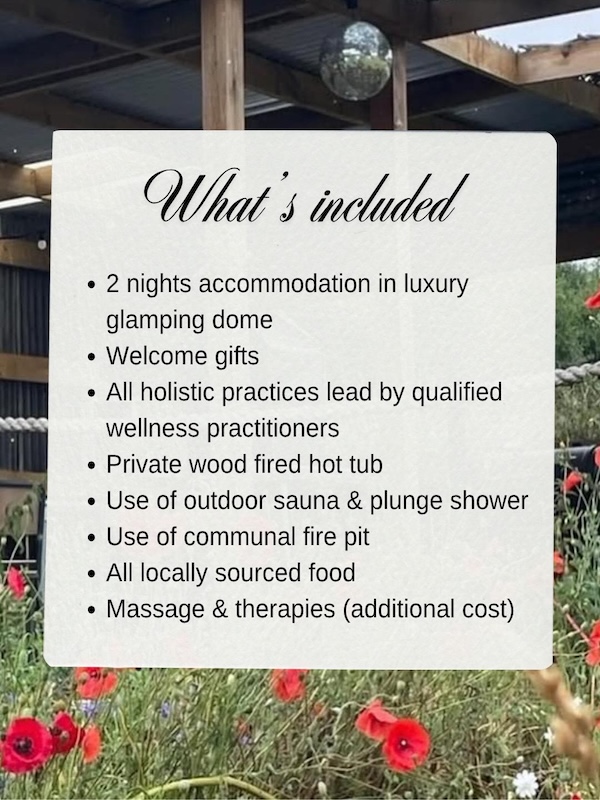 What's included
• 2 nights accommodation in luxury
glamping dome
• Welcome gifts
• All holistic practices lead by qualified
wellness practitioners
• Private wood fired hot tub
• Use of outdoor sauna & plunge shower
• Use of communal fire pit
• All locally sourced food
• Massage & therapies (additional cost)